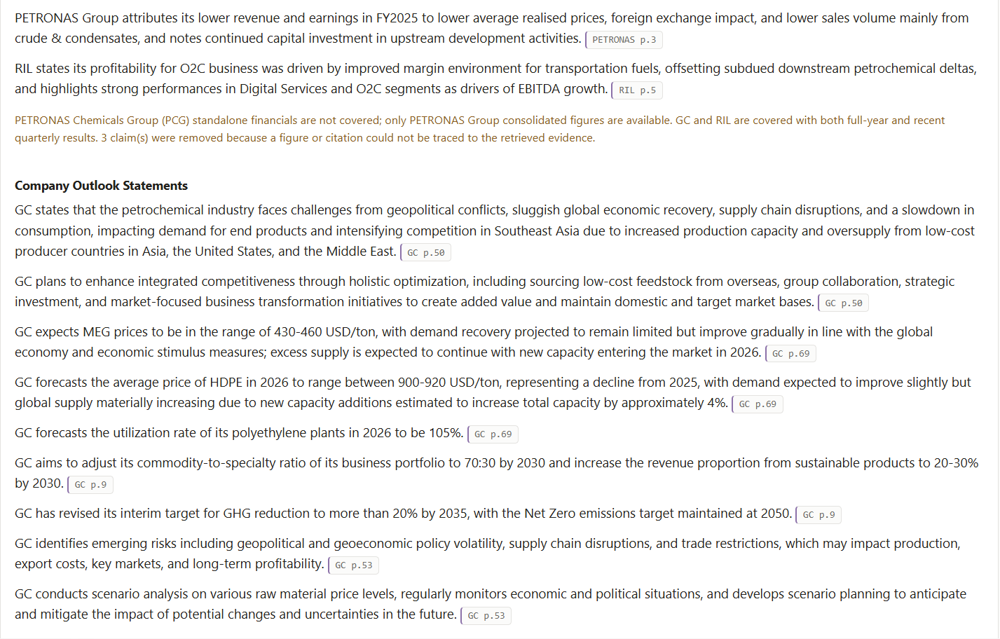 PETRONAS Group attributes its lower revenue and earnings in FY2025 to lower average realised prices, foreign exchange impact, and lower sales volume mainly from
crude & condensates, and notes continued capital investment in upstream development activities. PETRONAS p.3
RIL states its profitability for O2C business was driven by improved margin environment for transportation fuels, offsetting subdued downstream petrochemical deltas,
and highlights strong performances in Digital Services and O2C segments as drivers of EBITDA growth. RIL p.5
PETRONAS Chemicals Group (PCG) standalone financials are not covered; only PETRONAS Group consolidated figures are available. GC and RIL are covered with both full-year and recent
quarterly results. 3 claim(s) were removed because a figure or citation could not be traced to the retrieved evidence.
Company Outlook Statements
GC states that the petrochemical industry faces challenges from geopolitical conflicts, sluggish global economic recovery, supply chain disruptions, and a slowdown in
consumption, impacting demand for end products and intensifying competition in Southeast Asia due to increased production capacity and oversupply from low-cost
producer countries in Asia, the United States, and the Middle East. GC p.50
GC plans to enhance integrated competitiveness through holistic optimization, including sourcing low-cost feedstock from overseas, group collaboration, strategic
investment, and market-focused business transformation initiatives to create added value and maintain domestic and target market bases. GC p.50
GC expects MEG prices to be in the range of 430-460 USD/ton, with demand recovery projected to remain limited but improve gradually in line with the global
economy and economic stimulus measures; excess supply is expected to continue with new capacity entering the market in 2026. GC p.69
GC forecasts the average price of HDPE in 2026 to range between 900-920 USD/ton, representing a decline from 2025, with demand expected to improve slightly but
global supply materially increasing due to new capacity additions estimated to increase total capacity by approximately 4%. GC p.69
GC forecasts the utilization rate of its polyethylene plants in 2026 to be 105%. GC p.69
GC aims to adjust its commodity-to-specialty ratio of its business portfolio to 70:30 by 2030 and increase the revenue proportion from sustainable products to 20-30%
by 2030. GC p.9
GC has revised its interim target for GHG reduction to more than 20% by 2035, with the Net Zero emissions target maintained at 2050. GC p.9
GC identifies emerging risks including geopolitical and geoeconomic policy volatility, supply chain disruptions, and trade restrictions, which may impact production,
export costs, key markets, and long-term profitability. GC p.53
GC conducts scenario analysis on various raw material price levels, regularly monitors economic and political situations, and develops scenario planning to anticipate
and mitigate the impact of potential changes and uncertainties in the future. GC p.53